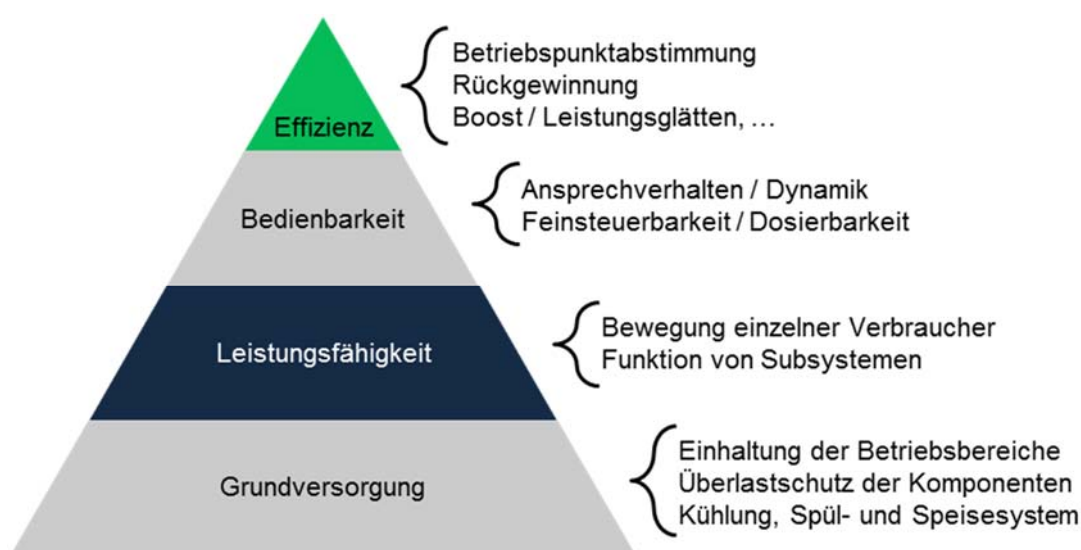 Effizienz
Betriebspunktabstimmung
Rückgewinnung
Boost / Leistungsglätten, ...
Bedienbarkeit
Ansprechverhalten / Dynamik
Feinsteuerbarkeit / Dosierbarkeit
Leistungsfähigkeit
Bewegung einzelner Verbraucher
Funktion von Subsystemen
Grundversorgung
Einhaltung der Betriebsbereiche
Überlastschutz der Komponenten
Kühlung, Spül- und Speisesystem